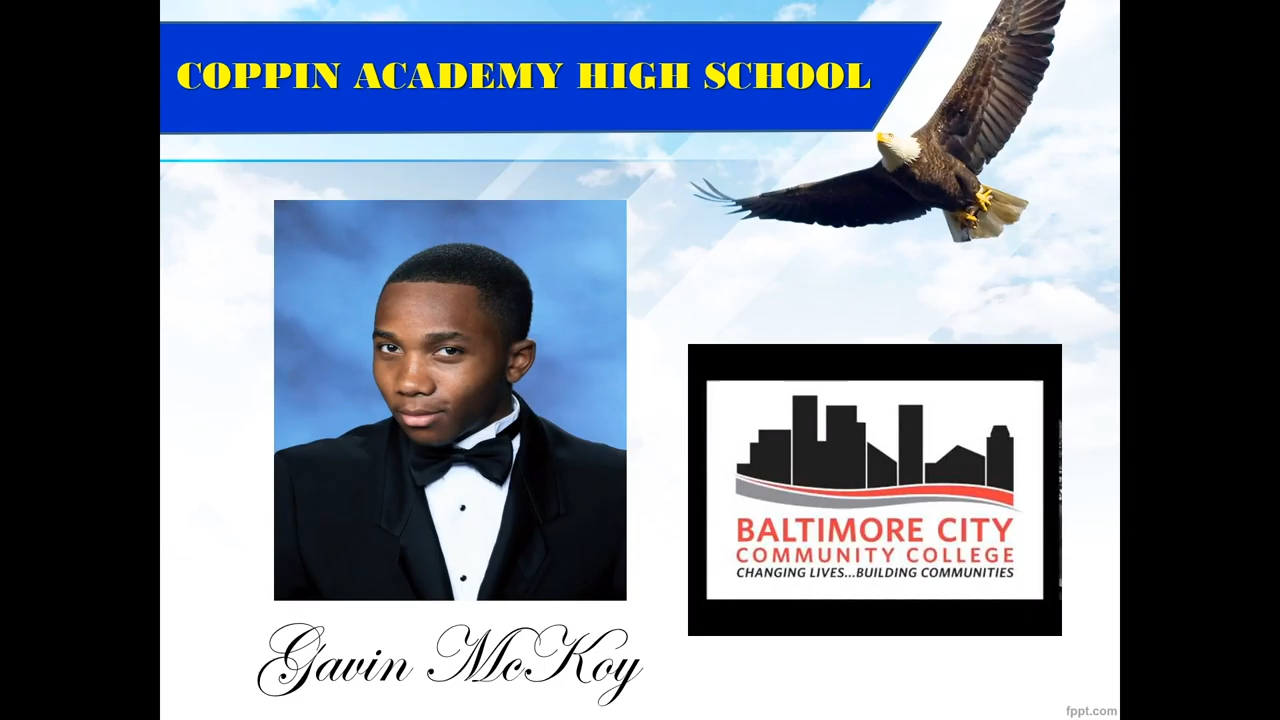 COPPIN ACADEMY HIGH SCHOOL
BALTIMORE CITY
COMMUNITY COLLEGE
CHANGING LIVES...BUILDING COMMUNITIES
Gavin McKoy
fppt.com